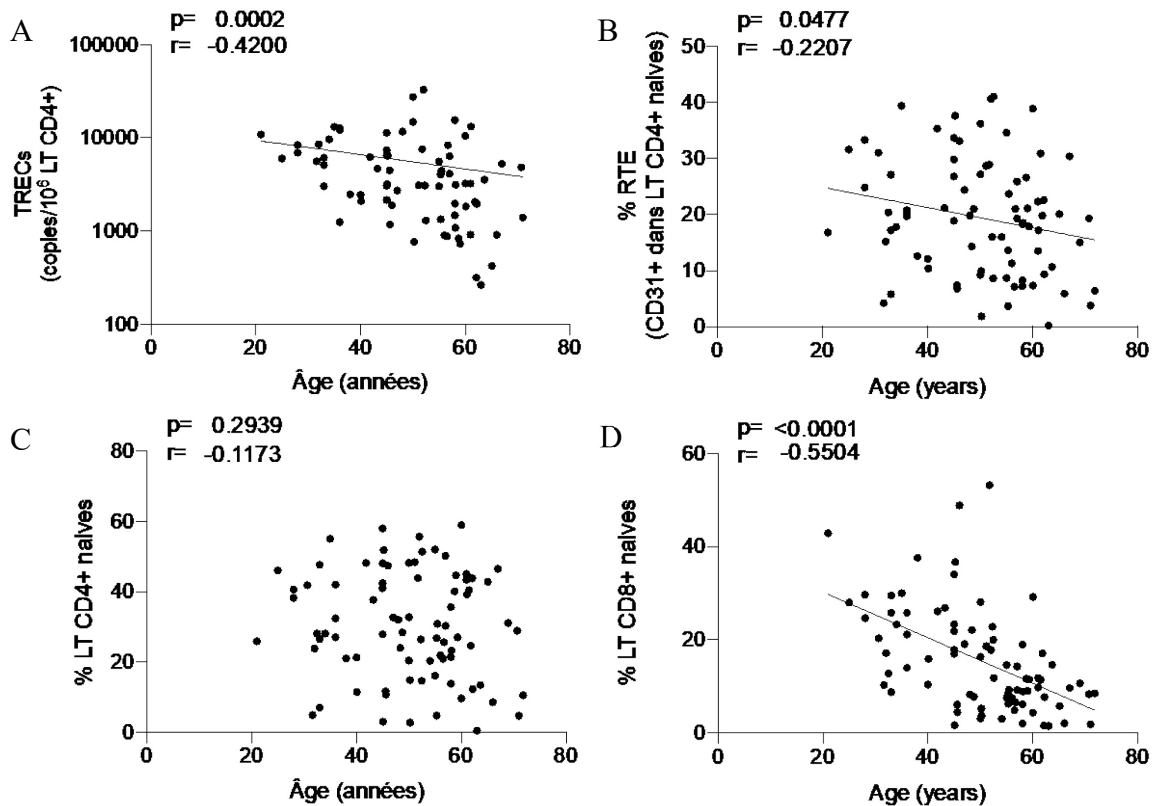 A
p= 0.0002
r= -0.4200
TRECs
(copies/10⁶ LT CD4+)
100000
10000
1000
100
0 20 40 60 80
Âge (années)
B
p= 0.0477
r= -0.2207
% RTE
(CD31+ dans LT CD4+ naïves)
50
40
30
20
10
0
0 20 40 60 80
Age (years)
C
p= 0.2939
r= -0.1173
% LT CD4+ naïves
80
60
40
20
0
0 20 40 60 80
Âge (années)
D
p= <0.0001
r= -0.5504
% LT CD8+ naïves
60
40
20
0
0 20 40 60 80
Age (years)